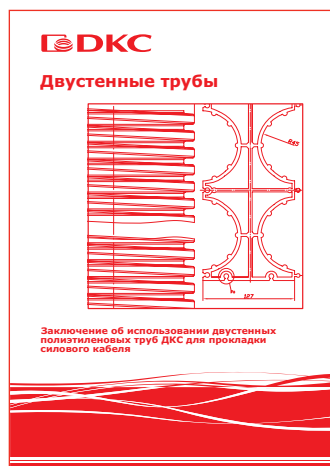 DKC
Двустенные трубы
R45
127
Заключение об использовании двустенных
полиэтиленовых труб ДКС для прокладки
силового кабеля